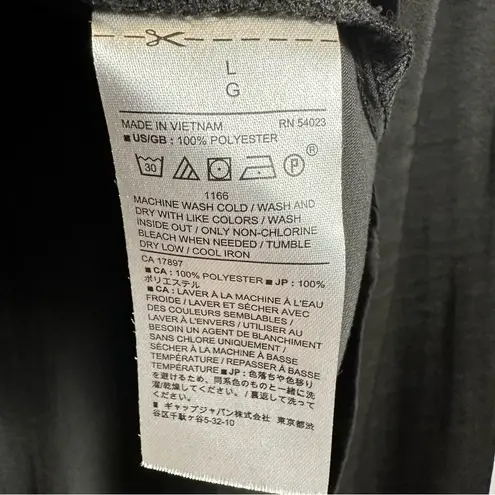 L
G
MADE IN VIETNAM RN 54023
■ US/GB : 100% POLYESTER
30 P ®
1166
MACHINE WASH COLD / WASH AND
DRY WITH LIKE COLORS / WASH
INSIDE OUT / ONLY NON-CHLORINE
BLEACH WHEN NEEDED / TUMBLE
DRY LOW / COOL IRON
CA 17897
■ CA : 100% POLYESTER ■ JP : 100%
ポリエステル
■ CA : LAVER À LA MACHINE À L'EAU
FROIDE / LAVER ET SÉCHER AVEC
DES COULEURS SEMBLABLES /
LAVER À L'ENVERS / UTILISER AU
BESOIN UN AGENT DE BLANCHIMENT
SANS CHLORE UNIQUEMENT /
SÉCHER À LA MACHINE À BASSE
TEMPÉRATURE / REPASSER À BASSE
TEMPÉRATURE ■ JP : 色落ちや色移り
を避けるため、同系色のものと一緒に洗
濯/乾燥してください。/ 裏返して洗って
ください。
■ ギャップジャパン株式会社 東京都渋
谷区千駄ヶ谷5-32-10